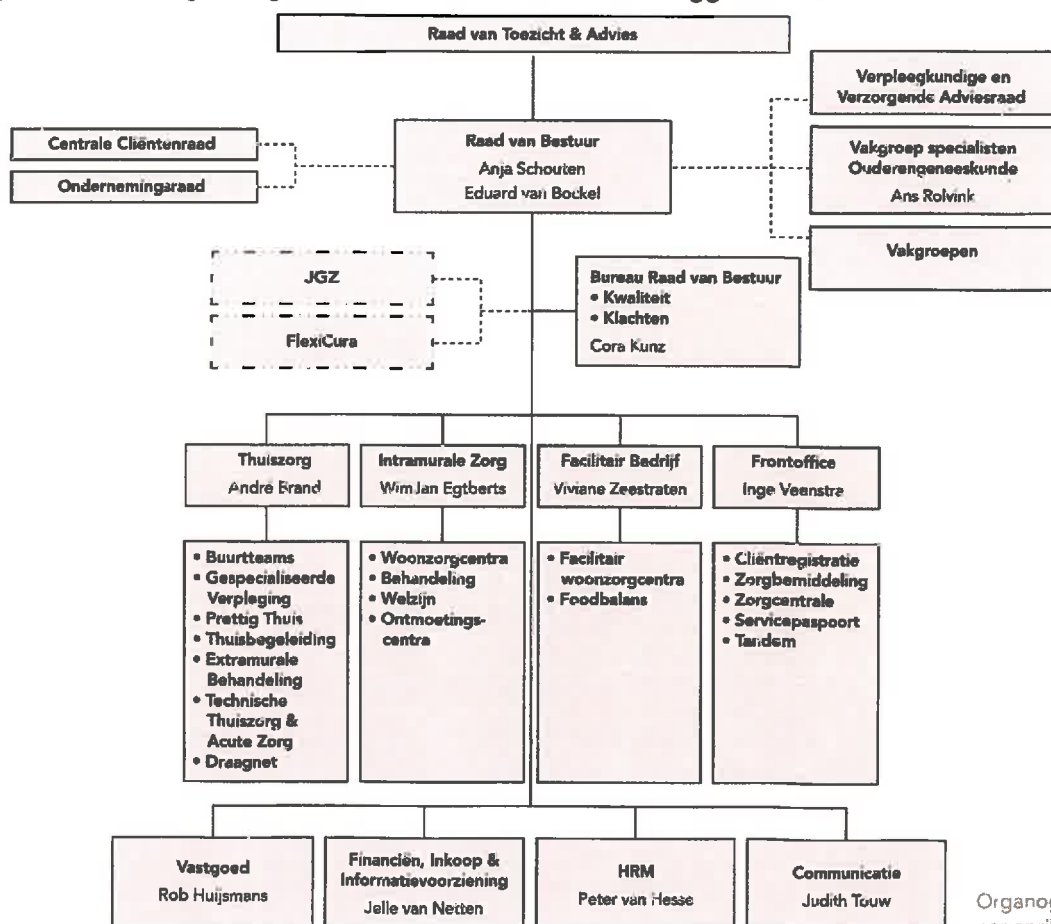 Raad van Toezicht & Advies
Verpleegkundige en
Verzorgende Adviesraad
Centrale Cliëntenraad
Ondernemingsraad
Raad van Bestuur
Anja Schouten
Eduard van Bockel
Vakgroep specialisten
Ouderengeneeskunde
Ans Rolvink
Vakgroepen
JGZ
FlexiCura
Bureau Raad van Bestuur
• Kwaliteit
• Klachten
Cora Kunz
Thuiszorg
André Brand
Intramurale Zorg
WimJan Egtberts
Facilitair Bedrijf
Viviane Zeestraten
Frontoffice
Inge Veenstra
• Buurtteams
• Gespecialiseerde
Verpleging
• Prettig Thuis
• Thuisbegeleiding
• Extramurale
Behandeling
• Technische
Thuiszorg &
Acute Zorg
• Draagnet
• Woonzorgcentra
• Behandeling
• Welzijn
• Ontmoetings-
centra
• Facilitair
woonzorgcentra
• Foodbalans
• Cliëntregistratie
• Zorgbemiddeling
• Zorgcentrale
• Servicepaspoort
• Tandem
Vastgoed
Rob Huijsmans
Financiën, Inkoop &
Informatievoorziening
Jelle van Netten
HRM
Peter van Hesse
Communicatie
Judith Touw